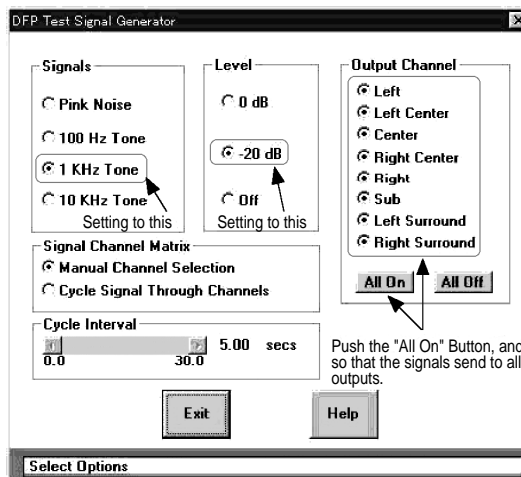 DFP Test Signal Generator
Signals
Pink Noise
100 Hz Tone
1 KHz Tone
10 KHz Tone
Setting to this
Level
0 dB
-20 dB
Off
Setting to this
Output Channel
Left
Left Center
Center
Right Center
Right
Sub
Left Surround
Right Surround
All On
All Off
Signal Channel Matrix
Manual Channel Selection
Cycle Signal Through Channels
Cycle Interval
5.00 secs
0.0
30.0
Push the "All On" Button, and
so that the signals send to all
outputs.
Exit
Help
Select Options